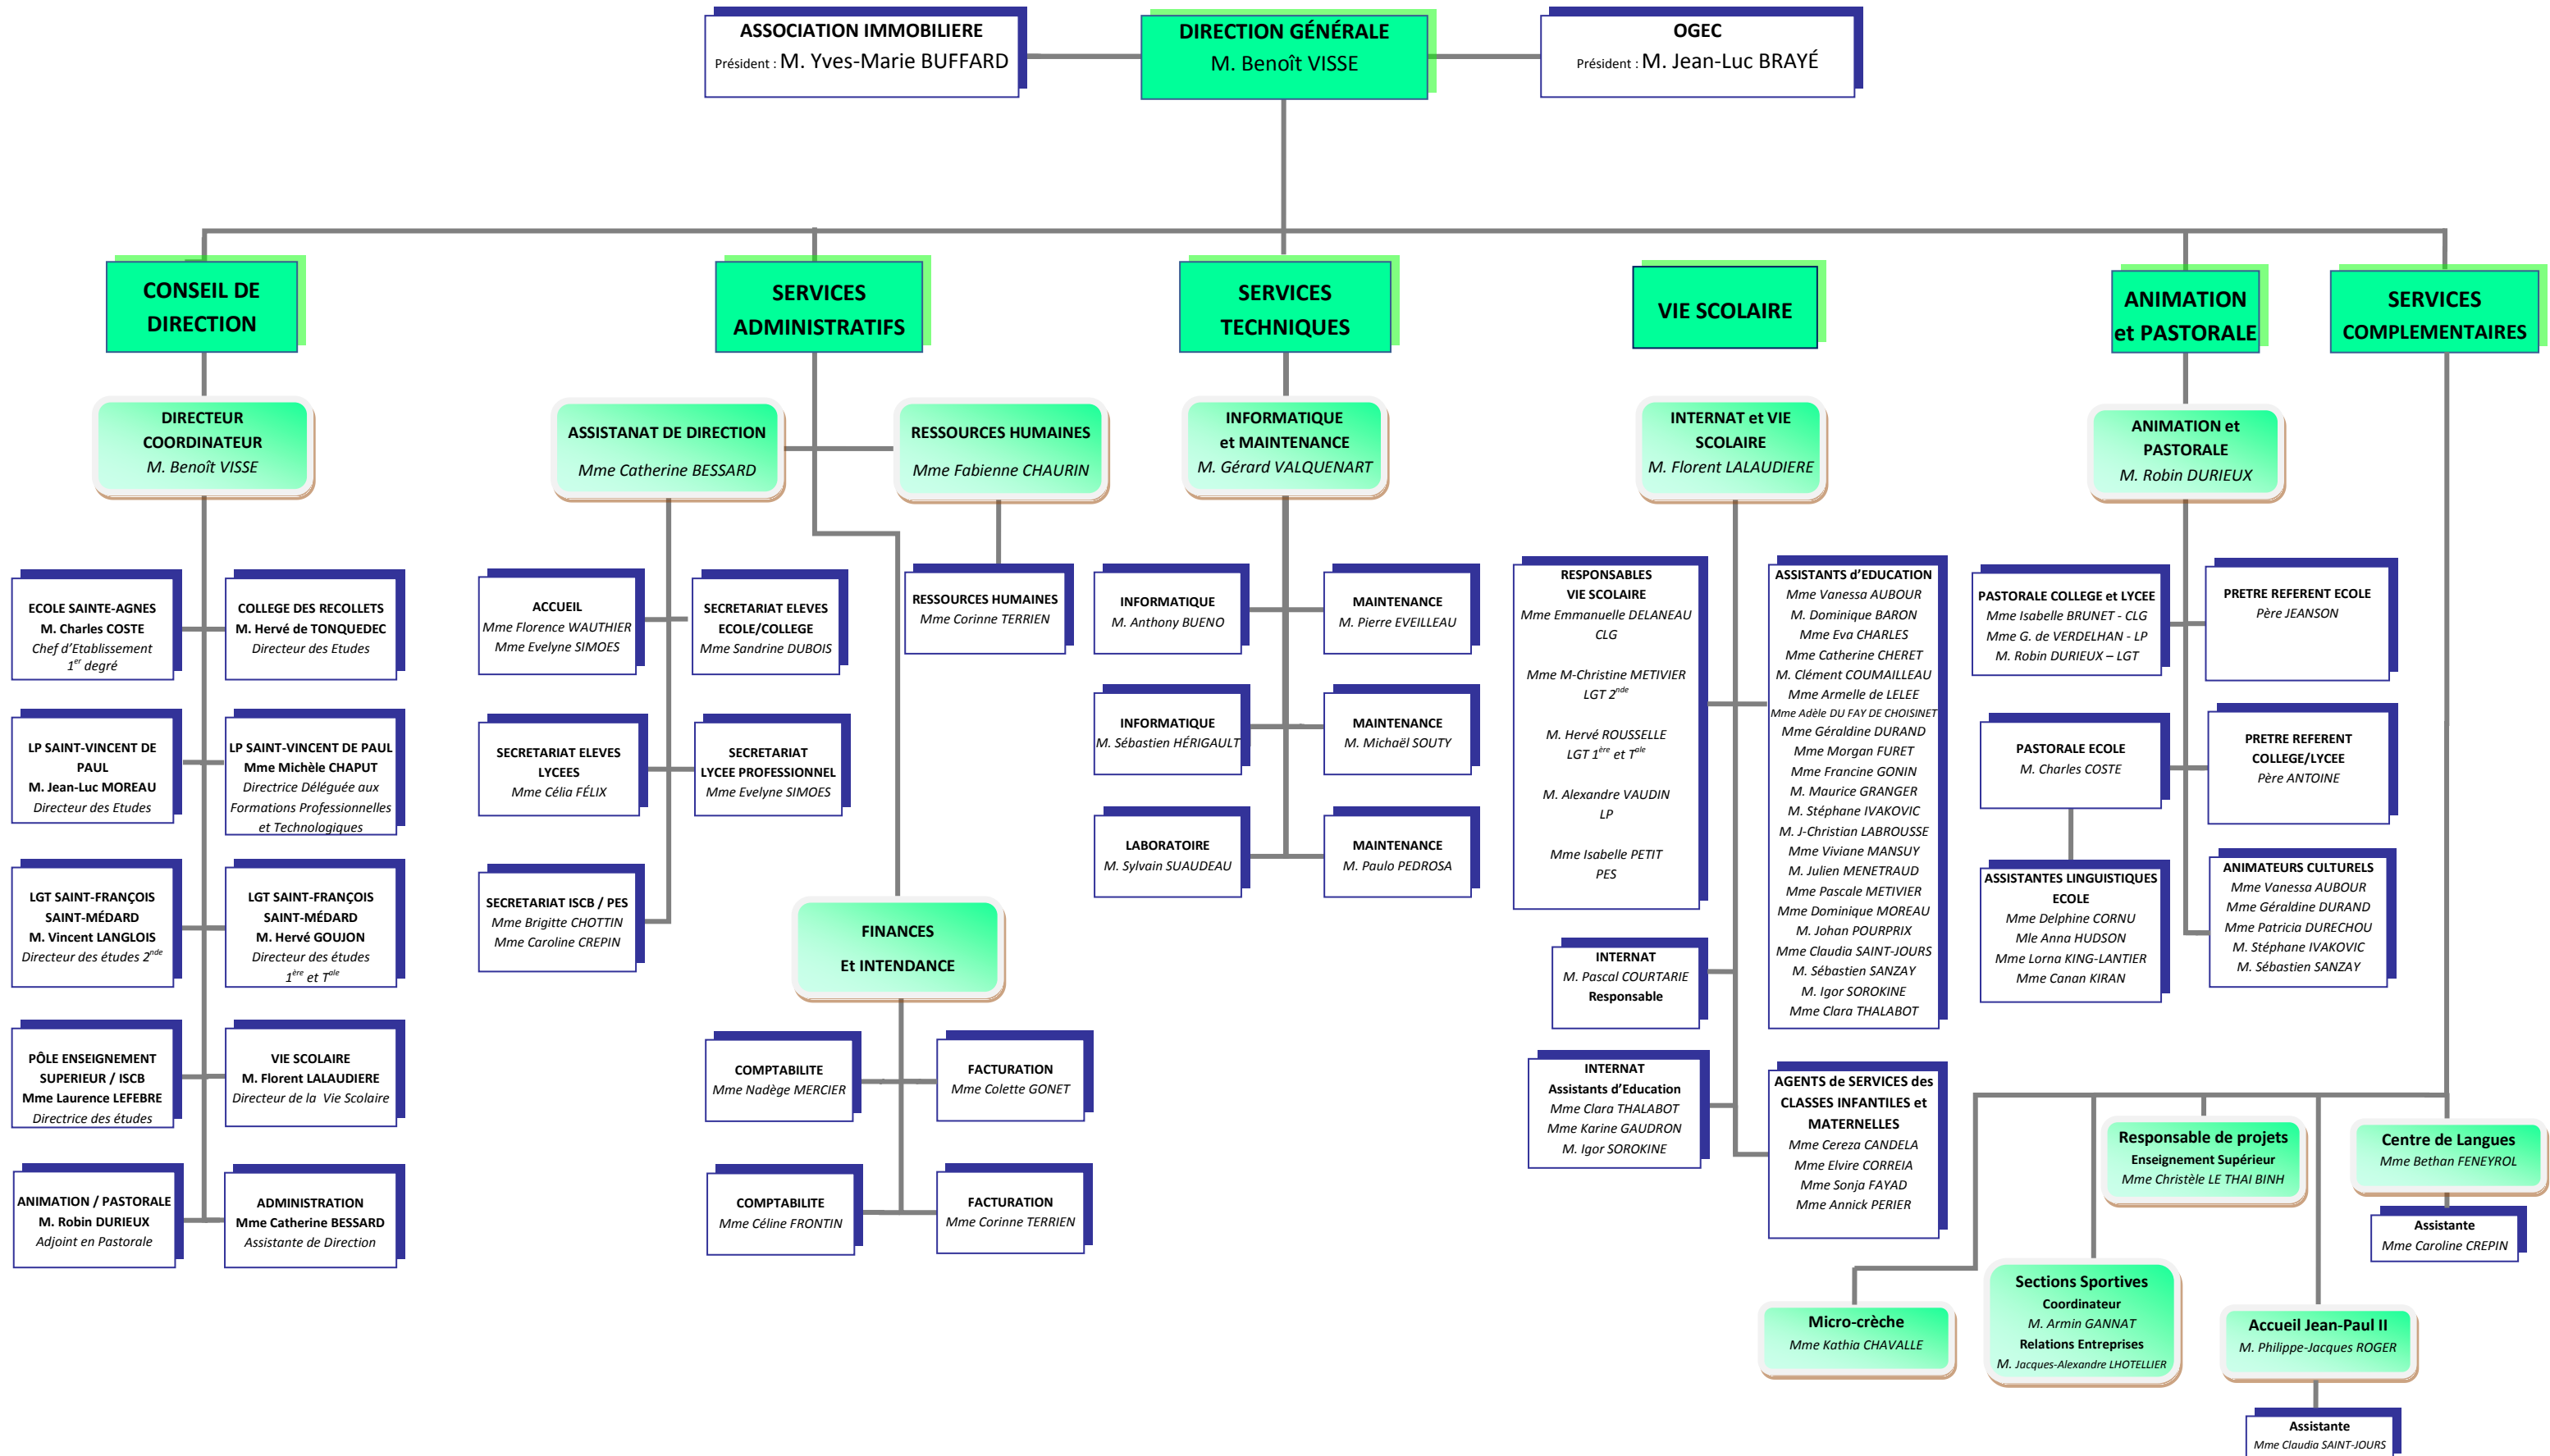 ASSOCIATION IMMOBILIERE
Président : M. Yves-Marie BUFFARD
DIRECTION GÉNÉRALE
M. Benoît VISSE
OGEC
Président : M. Jean-Luc BRAYÉ
CONSEIL DE
DIRECTION
SERVICES
ADMINISTRATIFS
SERVICES
TECHNIQUES
VIE SCOLAIRE
ANIMATION
et PASTORALE
SERVICES
COMPLEMENTAIRES
DIRECTEUR
COORDINATEUR
M. Benoît VISSE
ASSISTANAT DE DIRECTION
Mme Catherine BESSARD
RESSOURCES HUMAINES
Mme Fabienne CHAURIN
INFORMATIQUE
et MAINTENANCE
M. Gérard VALQUENART
INTERNAT et VIE
SCOLAIRE
M. Florent LALAUDIERE
ANIMATION et
PASTORALE
M. Robin DURIEUX
ECOLE SAINTE-AGNES
M. Charles COSTE
Chef d'Etablissement
1er degré
COLLEGE DES RECOLLETS
M. Hervé de TONQUEDEC
Directeur des Etudes
LP SAINT-VINCENT DE
PAUL
M. Jean-Luc MOREAU
Directeur des Etudes
LP SAINT-VINCENT DE PAUL
Mme Michèle CHAPUT
Directrice Déléguée aux
Formations Professionnelles
et Technologiques
LGT SAINT-FRANÇOIS
SAINT-MÉDARD
M. Vincent LANGLOIS
Directeur des études 2nde
LGT SAINT-FRANÇOIS
SAINT-MÉDARD
M. Hervé GOUJON
Directeur des études
1ère et Tale
PÔLE ENSEIGNEMENT
SUPERIEUR / ISCB
Mme Laurence LEFEBRE
Directrice des études
VIE SCOLAIRE
M. Florent LALAUDIERE
Directeur de la Vie Scolaire
ANIMATION / PASTORALE
M. Robin DURIEUX
Adjoint en Pastorale
ADMINISTRATION
Mme Catherine BESSARD
Assistante de Direction
ACCUEIL
Mme Florence WAUTHIER
Mme Evelyne SIMOES
SECRETARIAT ELEVES
ECOLE/COLLEGE
Mme Sandrine DUBOIS
SECRETARIAT ELEVES
LYCEES
Mme Célia FÉLIX
SECRETARIAT
LYCEE PROFESSIONNEL
Mme Evelyne SIMOES
SECRETARIAT ISCB / PES
Mme Brigitte CHOTTIN
Mme Caroline CREPIN
RESSOURCES HUMAINES
Mme Corinne TERRIEN
FINANCES
Et INTENDANCE
COMPTABILITE
Mme Nadège MERCIER
FACTURATION
Mme Colette GONET
COMPTABILITE
Mme Céline FRONTIN
FACTURATION
Mme Corinne TERRIEN
INFORMATIQUE
M. Anthony BUENO
MAINTENANCE
M. Pierre EVEILLEAU
INFORMATIQUE
M. Sébastien HÉRIGAULT
MAINTENANCE
M. Michaël SOUTY
LABORATOIRE
M. Sylvain SUAUDEAU
MAINTENANCE
M. Paulo PEDROSA
RESPONSABLES
VIE SCOLAIRE
Mme Emmanuelle DELANEAU
CLG
Mme M-Christine METIVIER
LGT 2nde
M. Hervé ROUSSELLE
LGT 1ère et Tale
M. Alexandre VAUDIN
LP
Mme Isabelle PETIT
PES
INTERNAT
M. Pascal COURTARIE
Responsable
INTERNAT
Assistants d'Education
Mme Clara THALABOT
Mme Karine GAUDRON
M. Igor SOROKINE
ASSISTANTS d'EDUCATION
Mme Vanessa AUBOUR
M. Dominique BARON
Mme Eva CHARLES
Mme Catherine CHERET
M. Clément COUMAILLEAU
Mme Armelle de LELEE
Mme Adèle DU FAY DE CHOISINET
Mme Géraldine DURAND
Mme Morgan FURET
Mme Francine GONIN
M. Maurice GRANGER
M. Stéphane IVAKOVIC
M. J-Christian LABROUSSE
Mme Viviane MANSUY
M. Julien MENETRAUD
Mme Pascale METIVIER
Mme Dominique MOREAU
M. Johan POURPRIX
Mme Claudia SAINT-JOURS
M. Sébastien SANZAY
M. Igor SOROKINE
Mme Clara THALABOT
AGENTS de SERVICES des
CLASSES INFANTILES et
MATERNELLES
Mme Cereza CANDELA
Mme Elvire CORREIA
Mme Sonja FAYAD
Mme Annick PERIER
PASTORALE COLLEGE et LYCEE
Mme Isabelle BRUNET - CLG
Mme G. de VERDELHAN - LP
M. Robin DURIEUX – LGT
PRETRE REFERENT ECOLE
Père JEANSON
PASTORALE ECOLE
M. Charles COSTE
PRETRE REFERENT
COLLEGE/LYCEE
Père ANTOINE
ASSISTANTES LINGUISTIQUES
ECOLE
Mme Delphine CORNU
Mle Anna HUDSON
Mme Lorna KING-LANTIER
Mme Canan KIRAN
ANIMATEURS CULTURELS
Mme Vanessa AUBOUR
Mme Géraldine DURAND
Mme Patricia DURECHOU
M. Stéphane IVAKOVIC
M. Sébastien SANZAY
Responsable de projets
Enseignement Supérieur
Mme Christèle LE THAI BINH
Centre de Langues
Mme Bethan FENEYROL
Assistante
Mme Caroline CREPIN
Micro-crèche
Mme Kathia CHAVALLE
Sections Sportives
Coordinateur
M. Armin GANNAT
Relations Entreprises
M. Jacques-Alexandre LHOTELLIER
Accueil Jean-Paul II
M. Philippe-Jacques ROGER
Assistante
Mme Claudia SAINT-JOURS